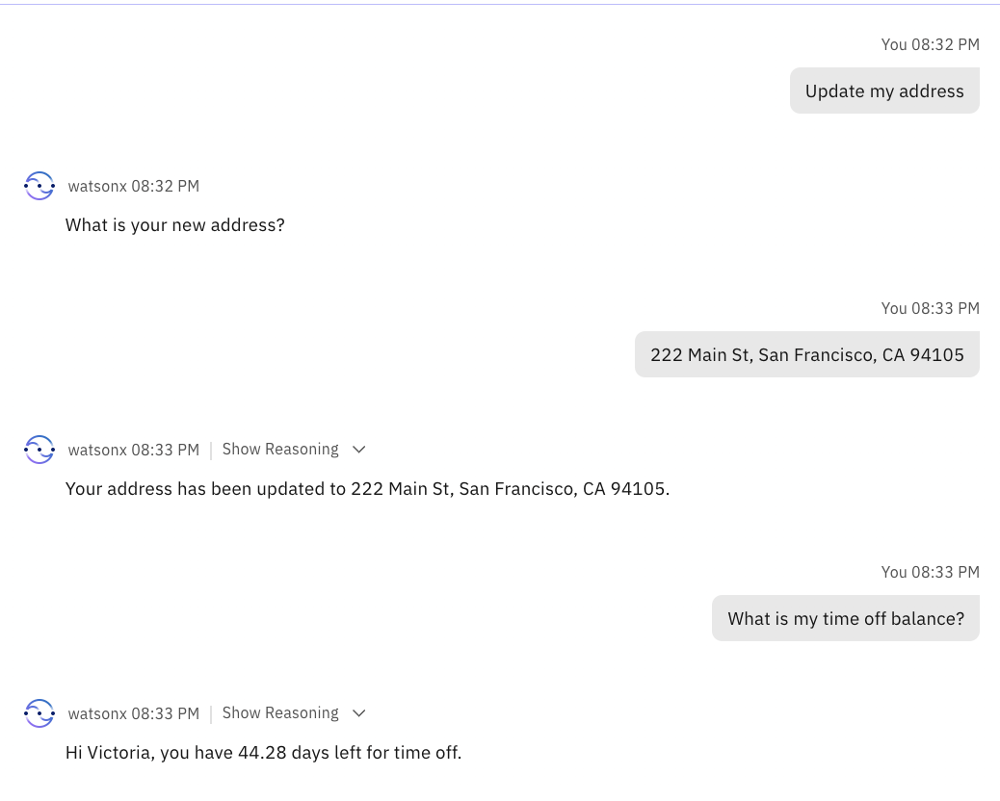 You 08:32 PM
Update my address
watsonx 08:32 PM
What is your new address?
You 08:33 PM
222 Main St, San Francisco, CA 94105
watsonx 08:33 PM | Show Reasoning
Your address has been updated to 222 Main St, San Francisco, CA 94105.
You 08:33 PM
What is my time off balance?
watsonx 08:33 PM | Show Reasoning
Hi Victoria, you have 44.28 days left for time off.